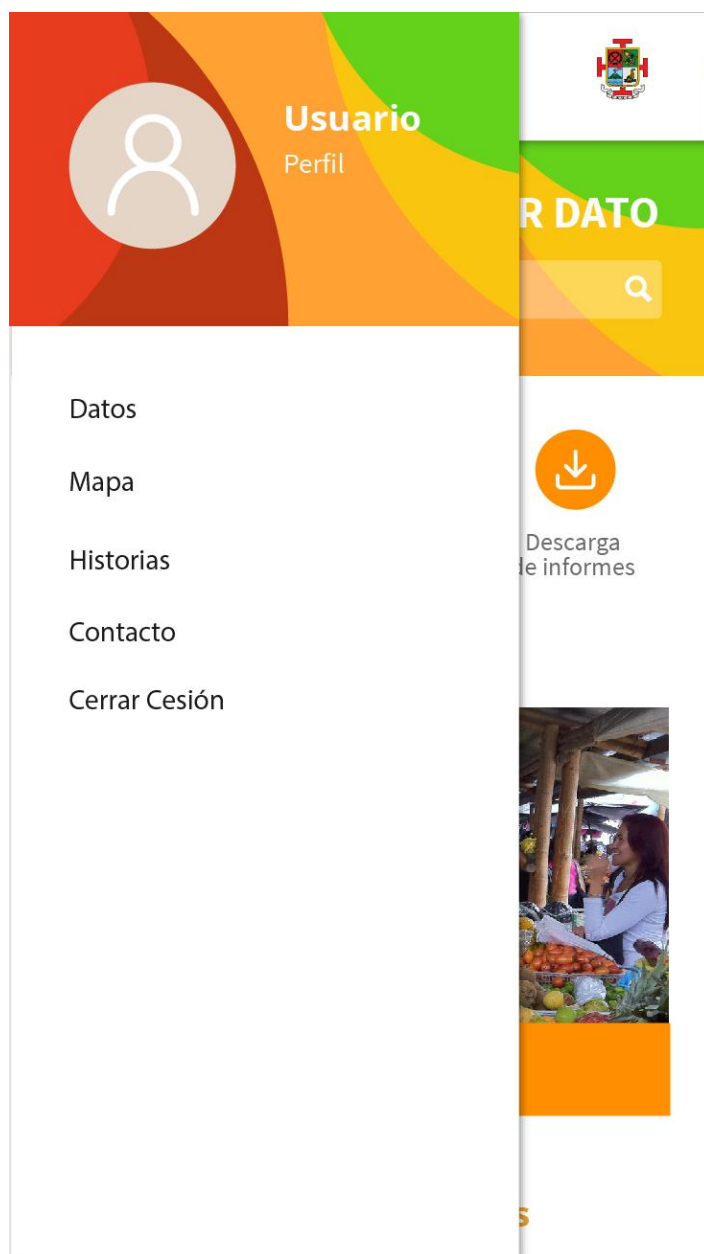 Usuario
Perfil
R DATO
Datos
Mapa
Historias
Contacto
Cerrar Cesión
Descarga
de informes
s